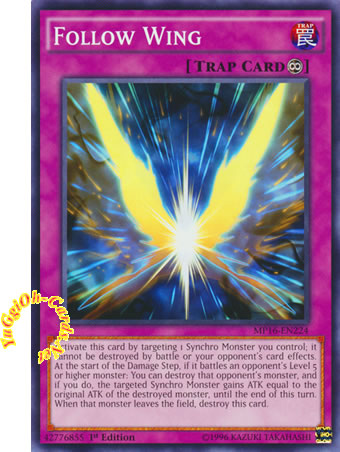 FOLLOW WING
TRAP
罠
[TRAP CARD ]
MP16-EN224
Activate this card by targeting 1 Synchro Monster you control; it
cannot be destroyed by battle or your opponent's card effects.
At the start of the Damage Step, if it battles an opponent's Level 5
or higher monster: You can destroy that opponent's monster, and
if you do, the targeted Synchro Monster gains ATK equal to the
original ATK of the destroyed monster, until the end of this turn.
When that monster leaves the field, destroy this card.
42776855 1st Edition ©1996 KAZUKI TAKAHASHI